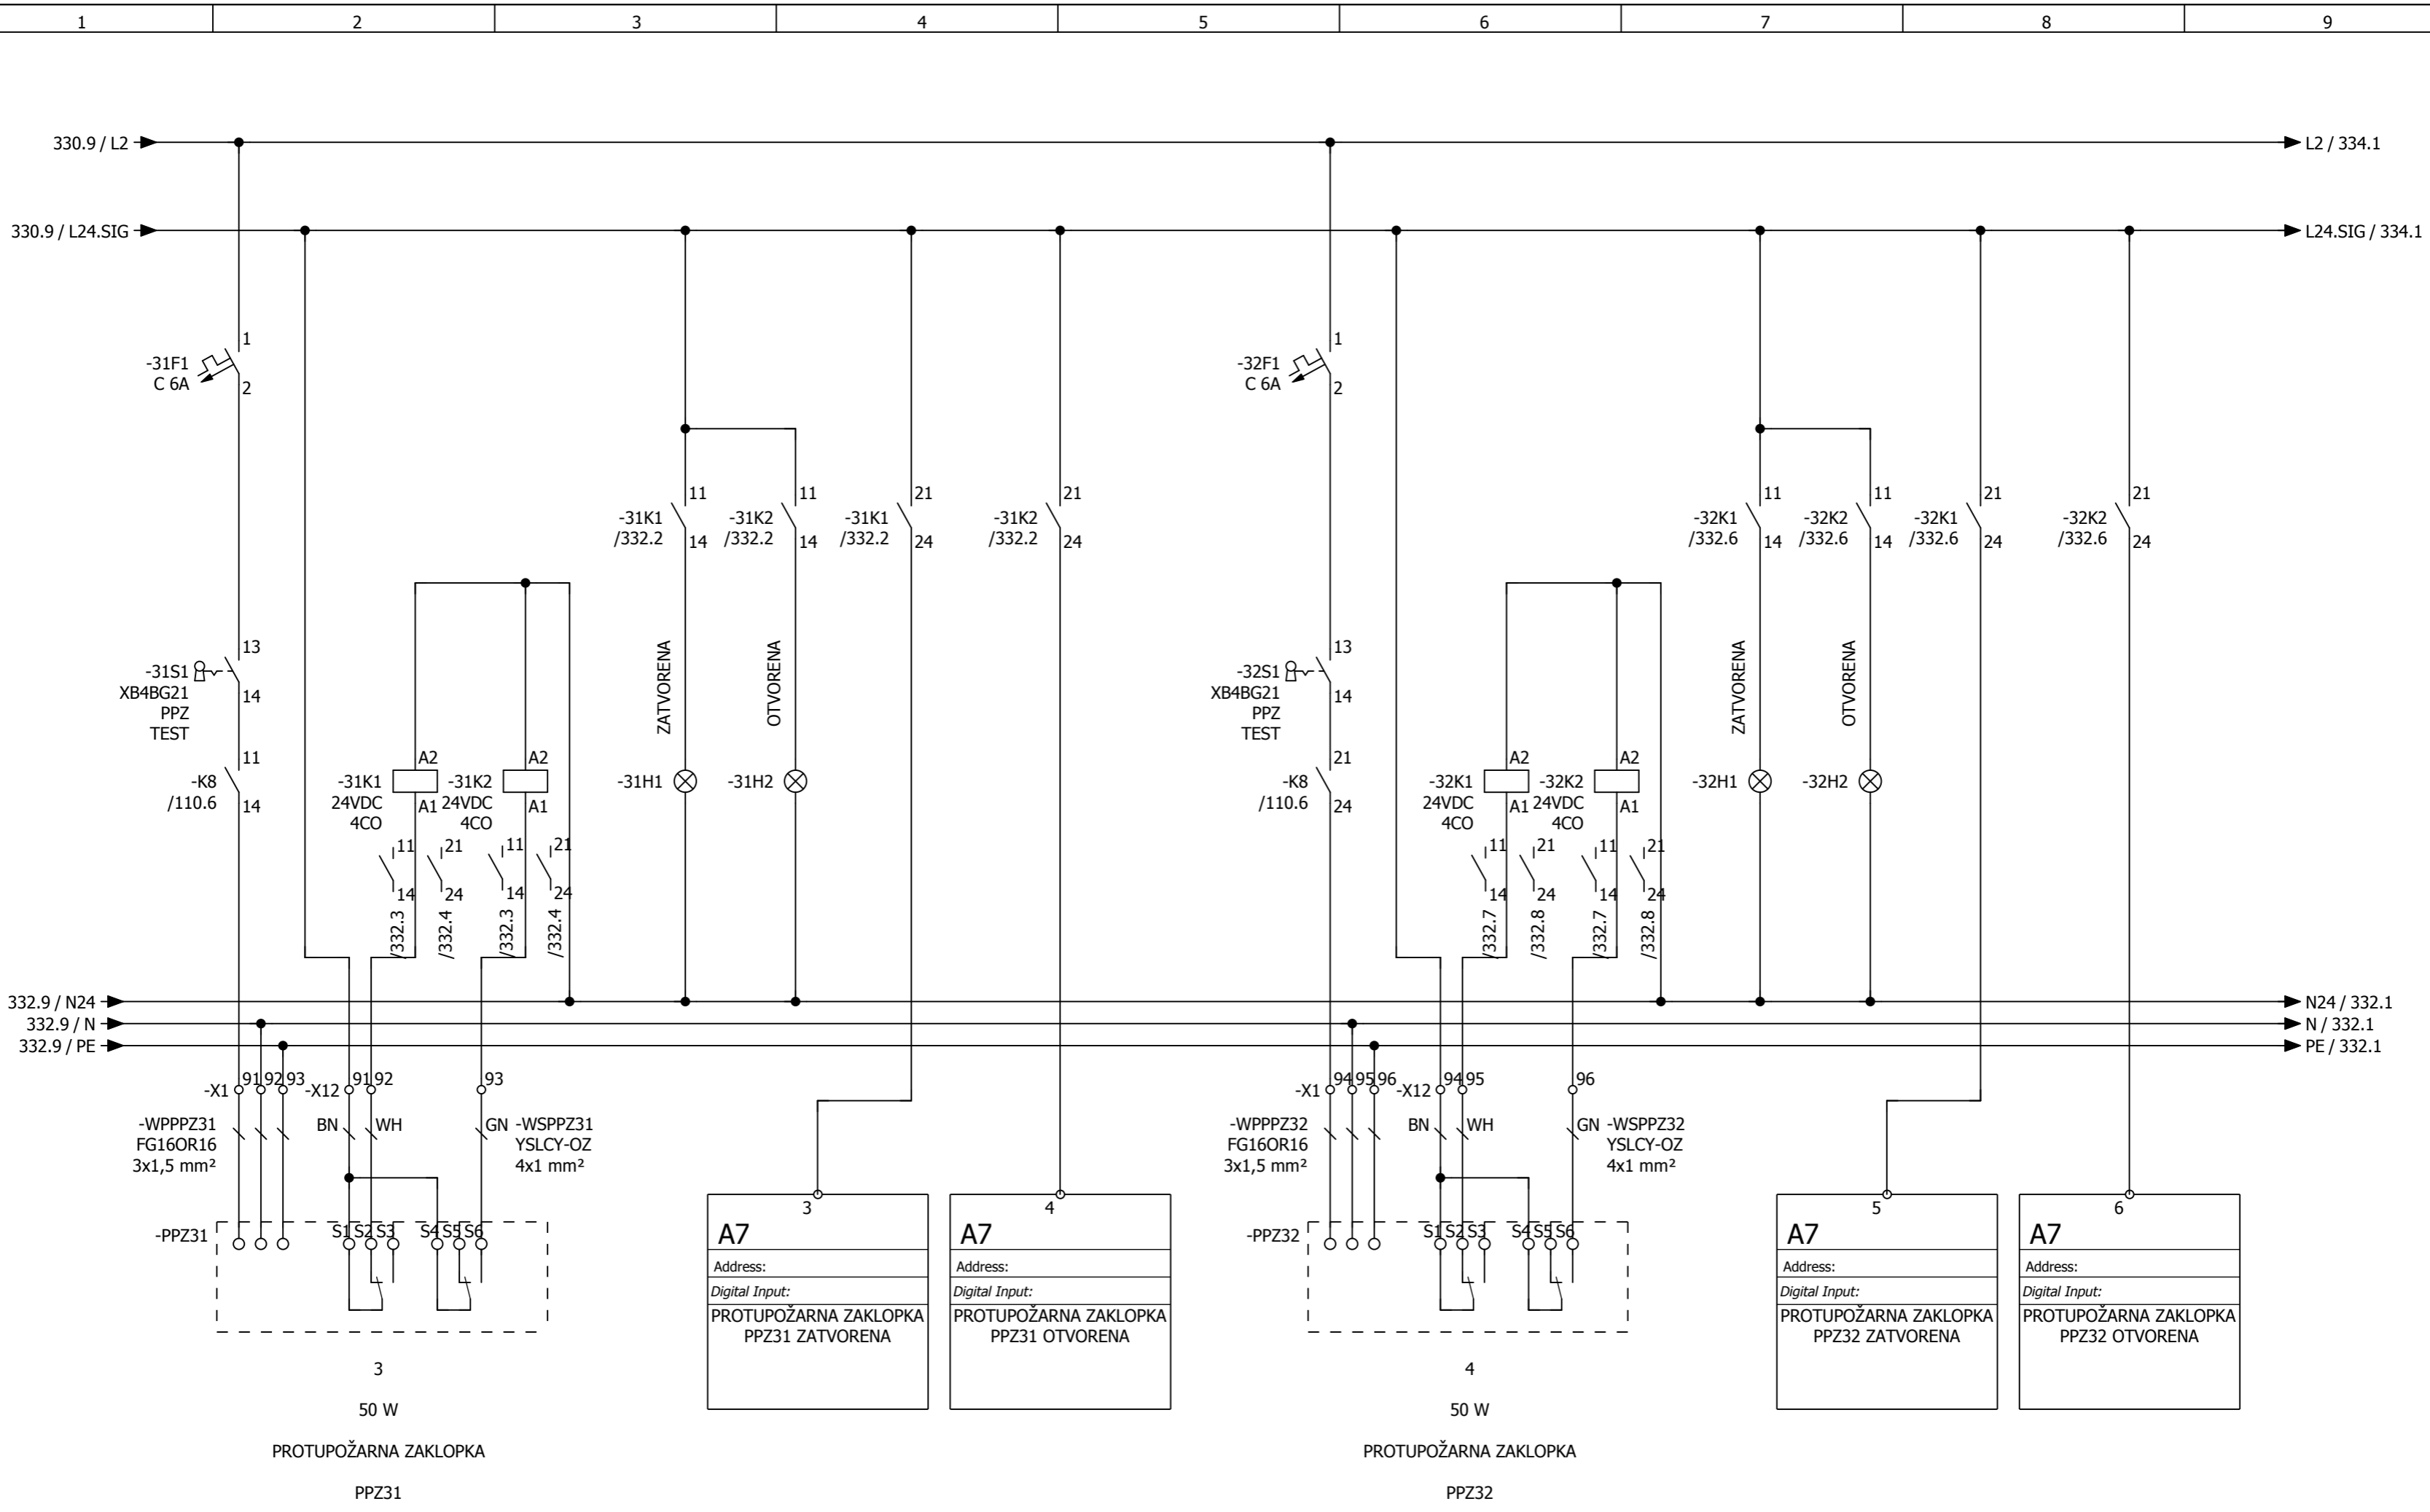 1 2 3 4 5 6 7 8 9
330.9 / L2
L2 / 334.1
330.9 / L24.SIG
L24.SIG / 334.1
1
-31F1
C 6A
2
1
-32F1
C 6A
2
11
-31K1
/332.2
14
11
-31K2
/332.2
14
21
-31K1
/332.2
24
21
-31K2
/332.2
24
11
-32K1
/332.6
14
11
-32K2
/332.6
14
21
-32K1
/332.6
24
21
-32K2
/332.6
24
13
-31S1
XB4BG21
14
PPZ
TEST
11
-K8
/110.6
14
A2
-31K1
24VDC
A1
4CO
11
14
/332.3
21
24
/332.4
A2
-31K2
24VDC
A1
4CO
11
14
/332.3
21
24
/332.4
ZATVORENA
-31H1
OTVORENA
-31H2
13
-32S1
XB4BG21
14
PPZ
TEST
21
-K8
/110.6
24
A2
-32K1
24VDC
A1
4CO
11
14
/332.7
21
24
/332.8
A2
-32K2
24VDC
A1
4CO
11
14
/332.7
21
24
/332.8
ZATVORENA
-32H1
OTVORENA
-32H2
332.9 / N24
N24 / 332.1
332.9 / N
N / 332.1
332.9 / PE
PE / 332.1
-X1 91 92 93
-X12 91 92 93
-WPPPZ31
FG16OR16
3x1,5 mm²
BN WH GN
-WSPPZ31
YSLCY-OZ
4x1 mm²
-PPZ31
S1 S2 S3 S4 S5 S6
3
50 W
PROTUPOŽARNA ZAKLOPKA
PPZ31
3
A7
Address:
Digital Input:
PROTUPOŽARNA ZAKLOPKA
PPZ31 ZATVORENA
4
A7
Address:
Digital Input:
PROTUPOŽARNA ZAKLOPKA
PPZ31 OTVORENA
-X1 94 95 96
-X12 94 95 96
-WPPPZ32
FG16OR16
3x1,5 mm²
BN WH GN
-WSPPZ32
YSLCY-OZ
4x1 mm²
-PPZ32
S1 S2 S3 S4 S5 S6
4
50 W
PROTUPOŽARNA ZAKLOPKA
PPZ32
5
A7
Address:
Digital Input:
PROTUPOŽARNA ZAKLOPKA
PPZ32 ZATVORENA
6
A7
Address:
Digital Input:
PROTUPOŽARNA ZAKLOPKA
PPZ32 OTVORENA